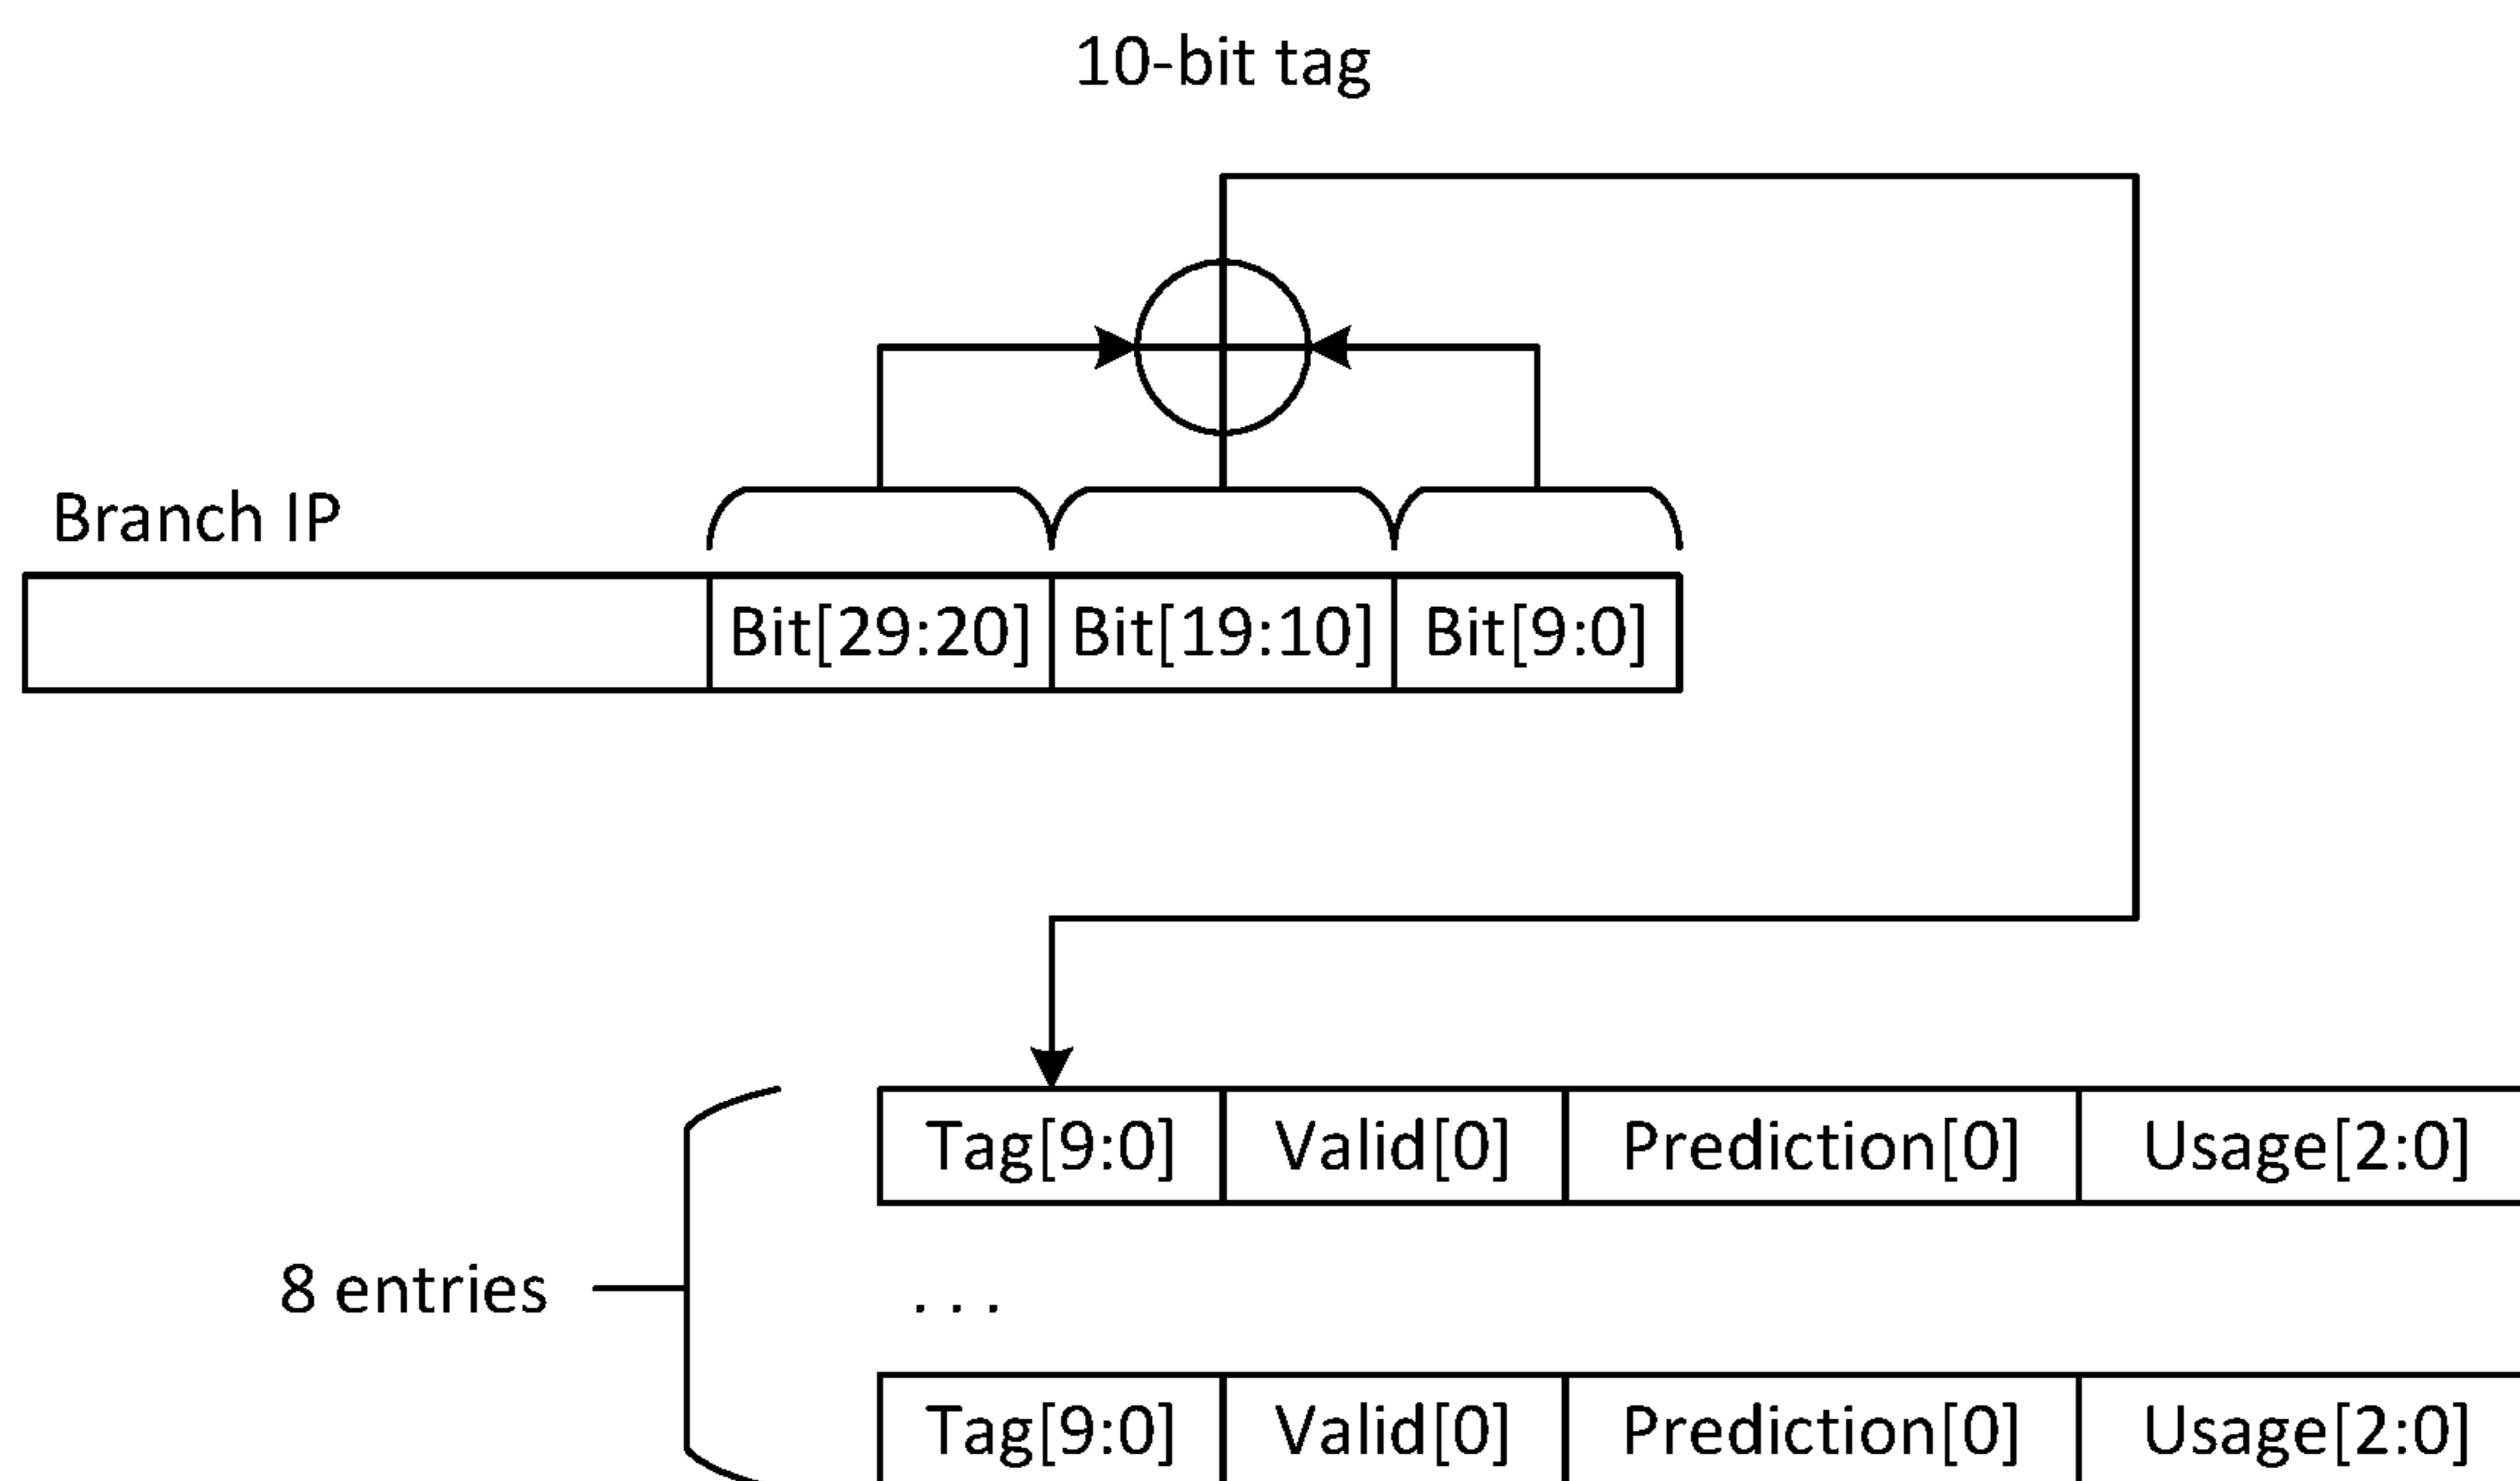 10-bit tag
Branch IP
Bit[29:20] Bit[19:10] Bit[9:0]
Tag[9:0] Valid[0] Prediction[0] Usage[2:0]
8 entries
. . .
Tag[9:0] Valid[0] Prediction[0] Usage[2:0]